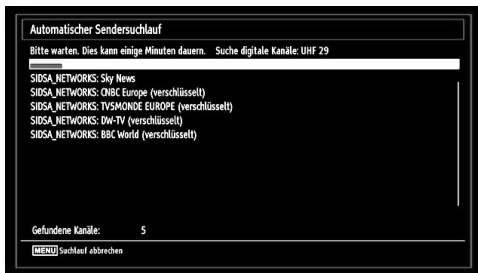 Automatischer Sendersuchlauf
Bitte warten. Dies kann einige Minuten dauern. Suche digitale Kanäle: UHF 29
SIDSA_NETWORKS: Sky News
SIDSA_NETWORKS: CNBC Europe (verschlüsselt)
SIDSA_NETWORKS: TV5MONDE EUROPE (verschlüsselt)
SIDSA_NETWORKS: DW-TV (verschlüsselt)
SIDSA_NETWORKS: BBC World (verschlüsselt)
Gefundene Kanäle: 5
MENU Suchlauf abbrechen